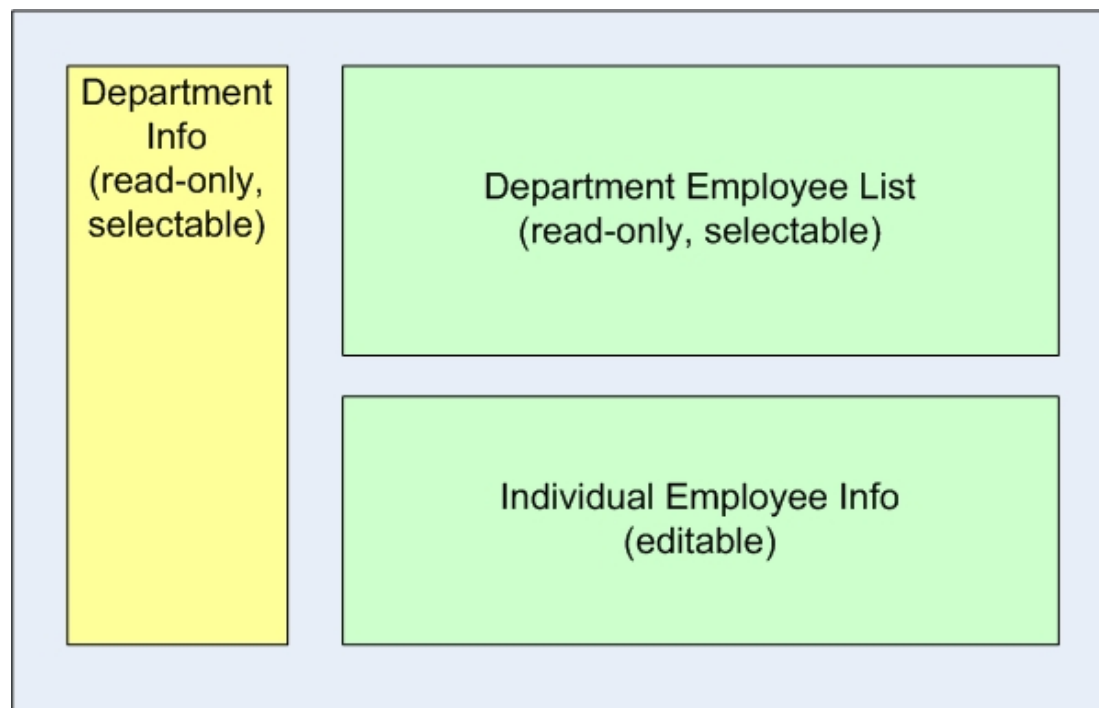 Department
Info
(read-only,
selectable)
Department Employee List
(read-only, selectable)
Individual Employee Info
(editable)